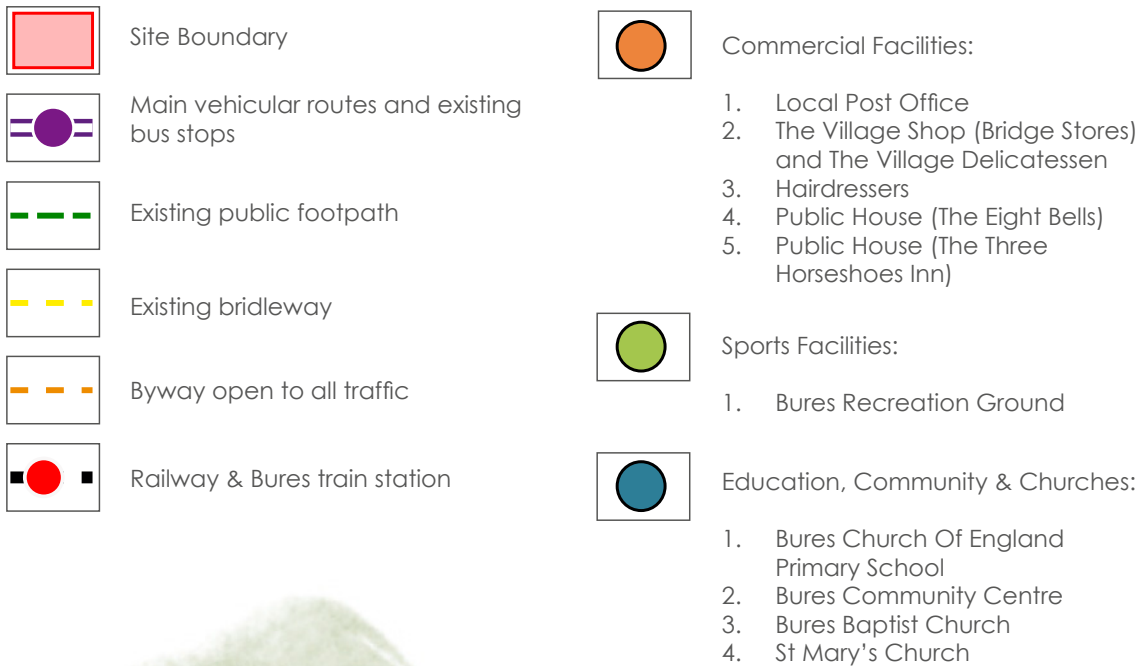 Site Boundary
Main vehicular routes and existing
bus stops
Existing public footpath
Existing bridleway
Byway open to all traffic
Railway & Bures train station
Commercial Facilities:
1. Local Post Office
2. The Village Shop (Bridge Stores)
and The Village Delicatessen
3. Hairdressers
4. Public House (The Eight Bells)
5. Public House (The Three
Horseshoes Inn)
Sports Facilities:
1. Bures Recreation Ground
Education, Community & Churches:
1. Bures Church Of England
Primary School
2. Bures Community Centre
3. Bures Baptist Church
4. St Mary's Church